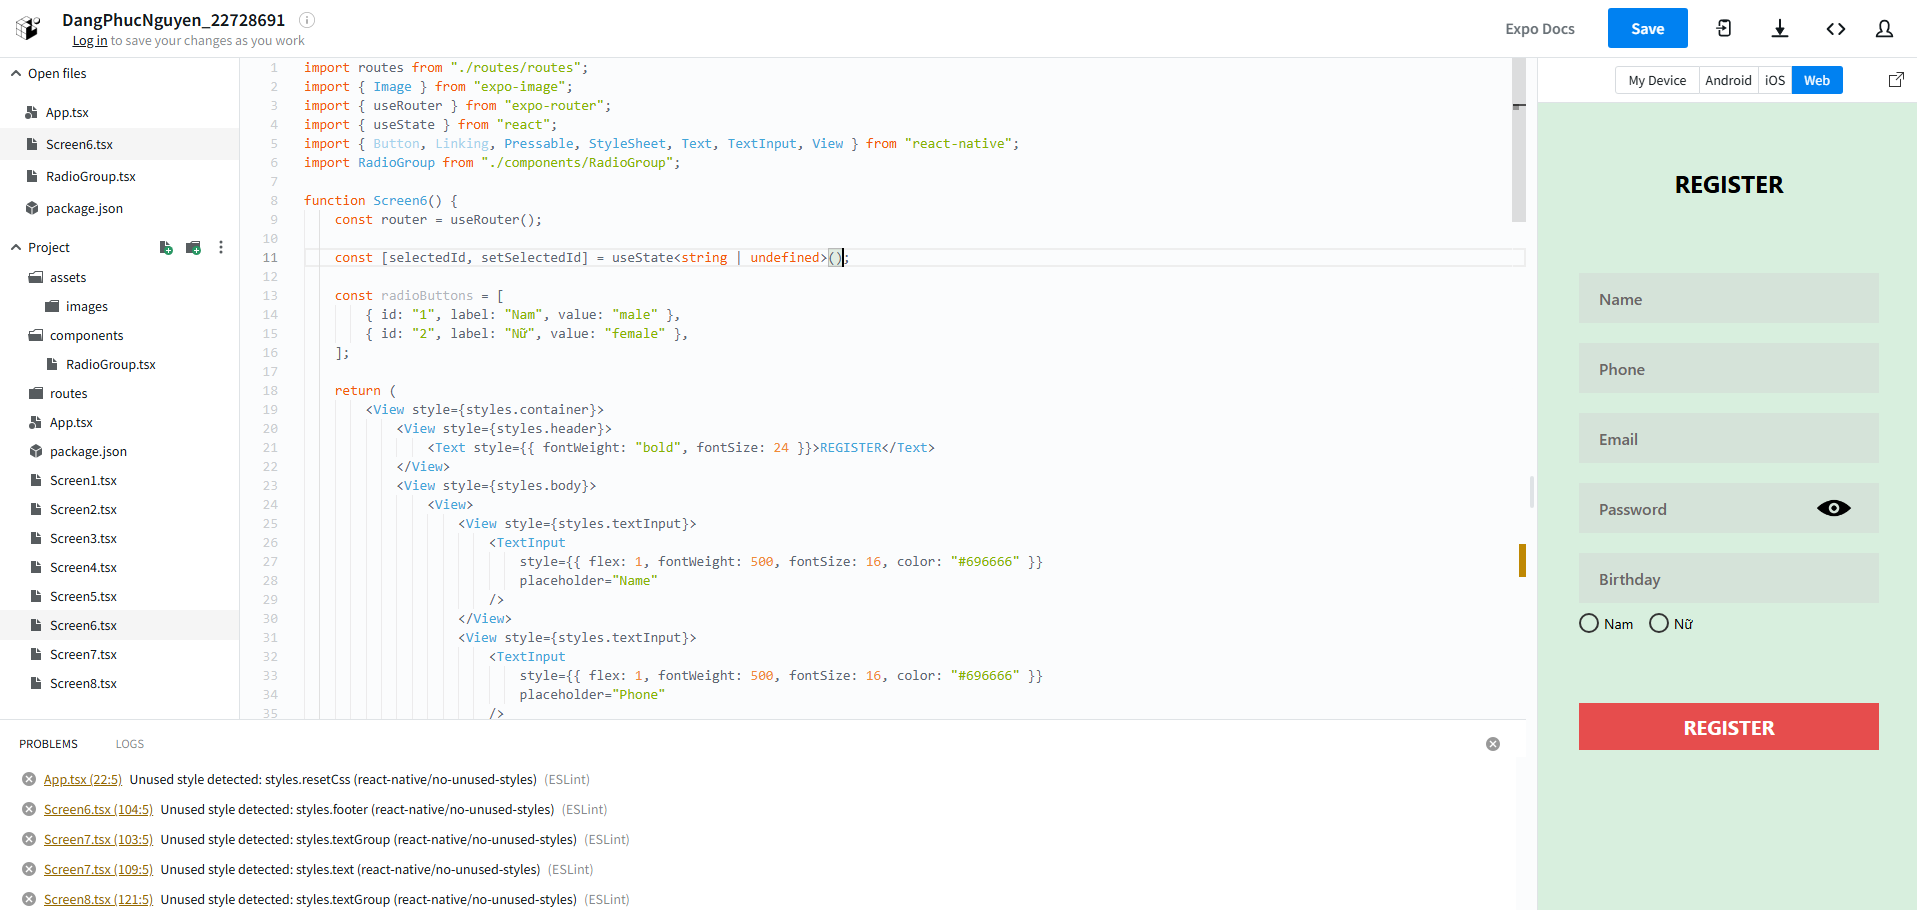 DangPhucNguyen_22728691
Log in to save your changes as you work
Expo Docs
Save
Open files
App.tsx
Screen6.tsx
RadioGroup.tsx
package.json
Project
assets
images
components
RadioGroup.tsx
routes
App.tsx
package.json
Screen1.tsx
Screen2.tsx
Screen3.tsx
Screen4.tsx
Screen5.tsx
Screen6.tsx
Screen7.tsx
Screen8.tsx
1 import routes from "./routes/routes";
2 import { Image } from "expo-image";
3 import { useRouter } from "expo-router";
4 import { useState } from "react";
5 import { Button, Linking, Pressable, StyleSheet, Text, TextInput, View } from "react-native";
6 import RadioGroup from "./components/RadioGroup";
7
8 function Screen6() {
9 const router = useRouter();
10
11 const [selectedId, setSelectedId] = useState<string | undefined>();
12
13 const radioButtons = [
14 { id: "1", label: "Nam", value: "male" },
15 { id: "2", label: "Nữ", value: "female" },
16 ];
17
18 return (
19 <View style={styles.container}>
20 <View style={styles.header}>
21 <Text style={{ fontWeight: "bold", fontSize: 24 }}>REGISTER</Text>
22 </View>
23 <View style={styles.body}>
24 <View>
25 <View style={styles.textInput}>
26 <TextInput
27 style={{ flex: 1, fontWeight: 500, fontSize: 16, color: "#696666" }}
28 placeholder="Name"
29 />
30 </View>
31 <View style={styles.textInput}>
32 <TextInput
33 style={{ flex: 1, fontWeight: 500, fontSize: 16, color: "#696666" }}
34 placeholder="Phone"
35 />
PROBLEMS LOGS
App.tsx (22:5) Unused style detected: styles.resetCss (react-native/no-unused-styles) (ESLint)
Screen6.tsx (104:5) Unused style detected: styles.footer (react-native/no-unused-styles) (ESLint)
Screen7.tsx (103:5) Unused style detected: styles.textGroup (react-native/no-unused-styles) (ESLint)
Screen7.tsx (109:5) Unused style detected: styles.text (react-native/no-unused-styles) (ESLint)
Screen8.tsx (121:5) Unused style detected: styles.textGroup (react-native/no-unused-styles) (ESLint)
My Device Android iOS Web
REGISTER
Name
Phone
Email
Password
Birthday
Nam Nữ
REGISTER